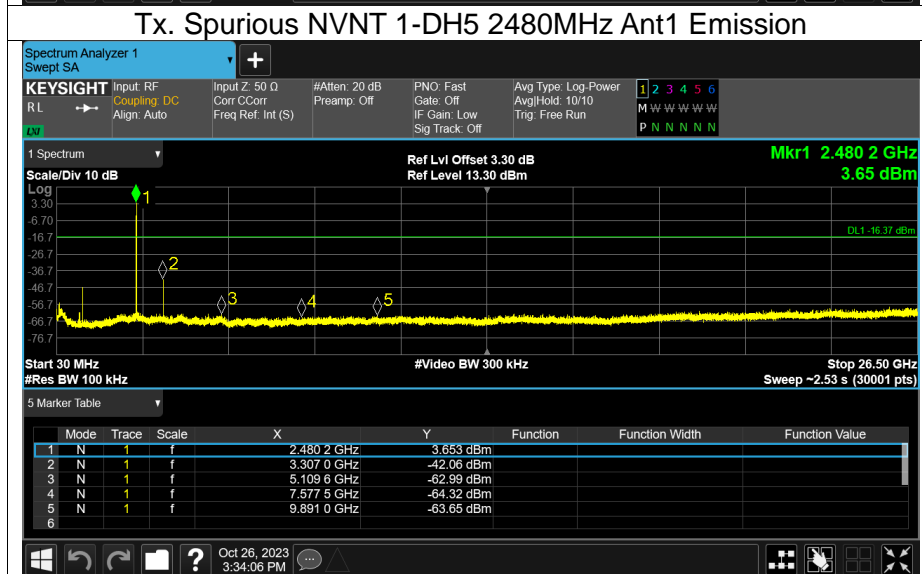 Tx. Spurious NVNT 1-DH5 2480MHz Ant1 Emission
Spectrum Analyzer 1
Swept SA
KEYSIGHT
RL
LXI
Input: RF
Coupling: DC
Align: Auto
Input Z: 50 Ω
Corr CCorr
Freq Ref: Int (S)
#Atten: 20 dB
Preamp: Off
PNO: Fast
Gate: Off
IF Gain: Low
Sig Track: Off
Avg Type: Log-Power
Avg|Hold: 10/10
Trig: Free Run
1 2 3 4 5 6
M W W W W W
P N N N N N
1 Spectrum
Scale/Div 10 dB
Ref Lvl Offset 3.30 dB
Ref Level 13.30 dBm
Mkr1 2.480 2 GHz
3.65 dBm
Log
3.30
-6.70
-16.7
-26.7
-36.7
-46.7
-56.7
-66.7
-76.7
1
2
3
4
5
DL1 -16.37 dBm
Start 30 MHz
#Video BW 300 kHz
Stop 26.50 GHz
#Res BW 100 kHz
Sweep ~2.53 s (30001 pts)
5 Marker Table
Mode Trace Scale X Y Function Function Width Function Value
1 N 1 f 2.480 2 GHz 3.653 dBm
2 N 1 f 3.307 0 GHz -42.06 dBm
3 N 1 f 5.109 6 GHz -62.99 dBm
4 N 1 f 7.577 5 GHz -64.32 dBm
5 N 1 f 9.891 0 GHz -63.65 dBm
6
?
Oct 26, 2023
3:34:06 PM